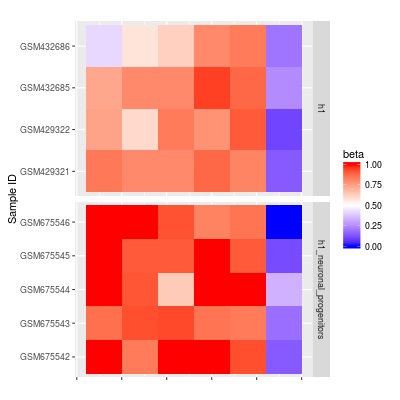 GSM432686
GSM432685
GSM429322
GSM429321
GSM675546
GSM675545
GSM675544
GSM675543
GSM675542
Sample ID
h1
h1_neuronal_progenitors
beta
1.00
0.75
0.50
0.25
0.00